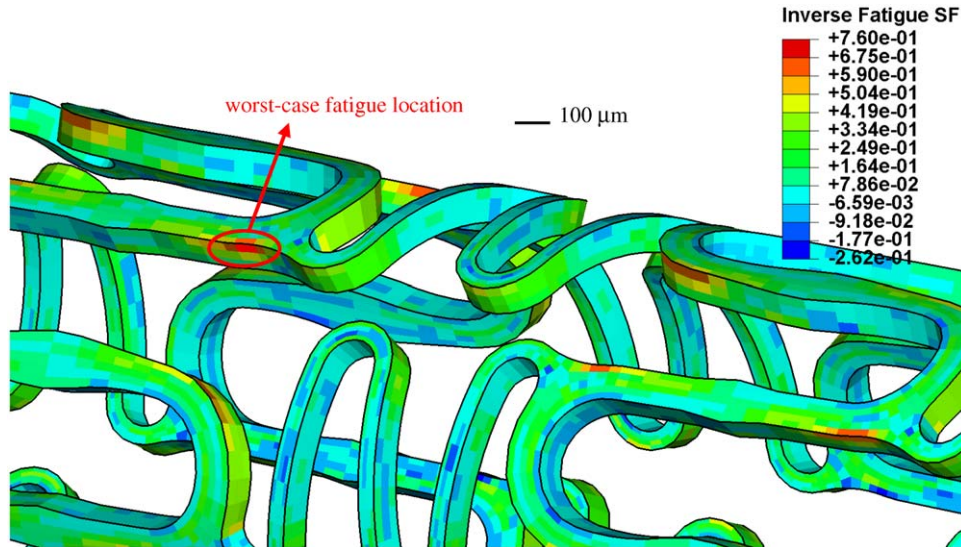 Inverse Fatigue SF
+7.60e-01
+6.75e-01
+5.90e-01
+5.04e-01
+4.19e-01
+3.34e-01
+2.49e-01
+1.64e-01
+7.86e-02
-6.59e-03
-9.18e-02
-1.77e-01
-2.62e-01
worst-case fatigue location
100 μm